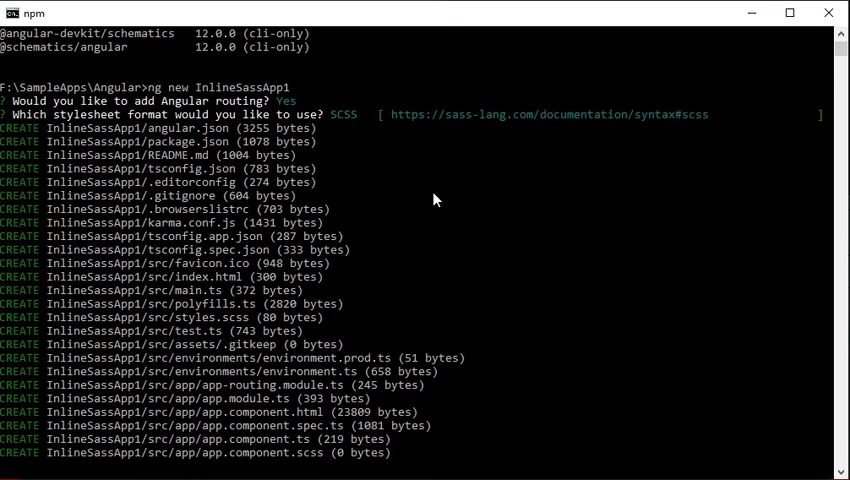 npm
@angular-devkit/schematics   12.0.0 (cli-only)
@schematics/angular          12.0.0 (cli-only)
F:\SampleApps\Angular>ng new InlineSassApp1
? Would you like to add Angular routing? Yes
? Which stylesheet format would you like to use? SCSS   [ https://sass-lang.com/documentation/syntax#scss                ]
CREATE InlineSassApp1/angular.json (3255 bytes)
CREATE InlineSassApp1/package.json (1078 bytes)
CREATE InlineSassApp1/README.md (1004 bytes)
CREATE InlineSassApp1/tsconfig.json (783 bytes)
CREATE InlineSassApp1/.editorconfig (274 bytes)
CREATE InlineSassApp1/.gitignore (604 bytes)
CREATE InlineSassApp1/.browserslistrc (703 bytes)
CREATE InlineSassApp1/karma.conf.js (1431 bytes)
CREATE InlineSassApp1/tsconfig.app.json (287 bytes)
CREATE InlineSassApp1/tsconfig.spec.json (333 bytes)
CREATE InlineSassApp1/src/favicon.ico (948 bytes)
CREATE InlineSassApp1/src/index.html (300 bytes)
CREATE InlineSassApp1/src/main.ts (372 bytes)
CREATE InlineSassApp1/src/polyfills.ts (2820 bytes)
CREATE InlineSassApp1/src/styles.scss (80 bytes)
CREATE InlineSassApp1/src/test.ts (743 bytes)
CREATE InlineSassApp1/src/assets/.gitkeep (0 bytes)
CREATE InlineSassApp1/src/environments/environment.prod.ts (51 bytes)
CREATE InlineSassApp1/src/environments/environment.ts (658 bytes)
CREATE InlineSassApp1/src/app/app-routing.module.ts (245 bytes)
CREATE InlineSassApp1/src/app/app.module.ts (393 bytes)
CREATE InlineSassApp1/src/app/app.component.html (23809 bytes)
CREATE InlineSassApp1/src/app/app.component.spec.ts (1081 bytes)
CREATE InlineSassApp1/src/app/app.component.ts (219 bytes)
CREATE InlineSassApp1/src/app/app.component.scss (0 bytes)